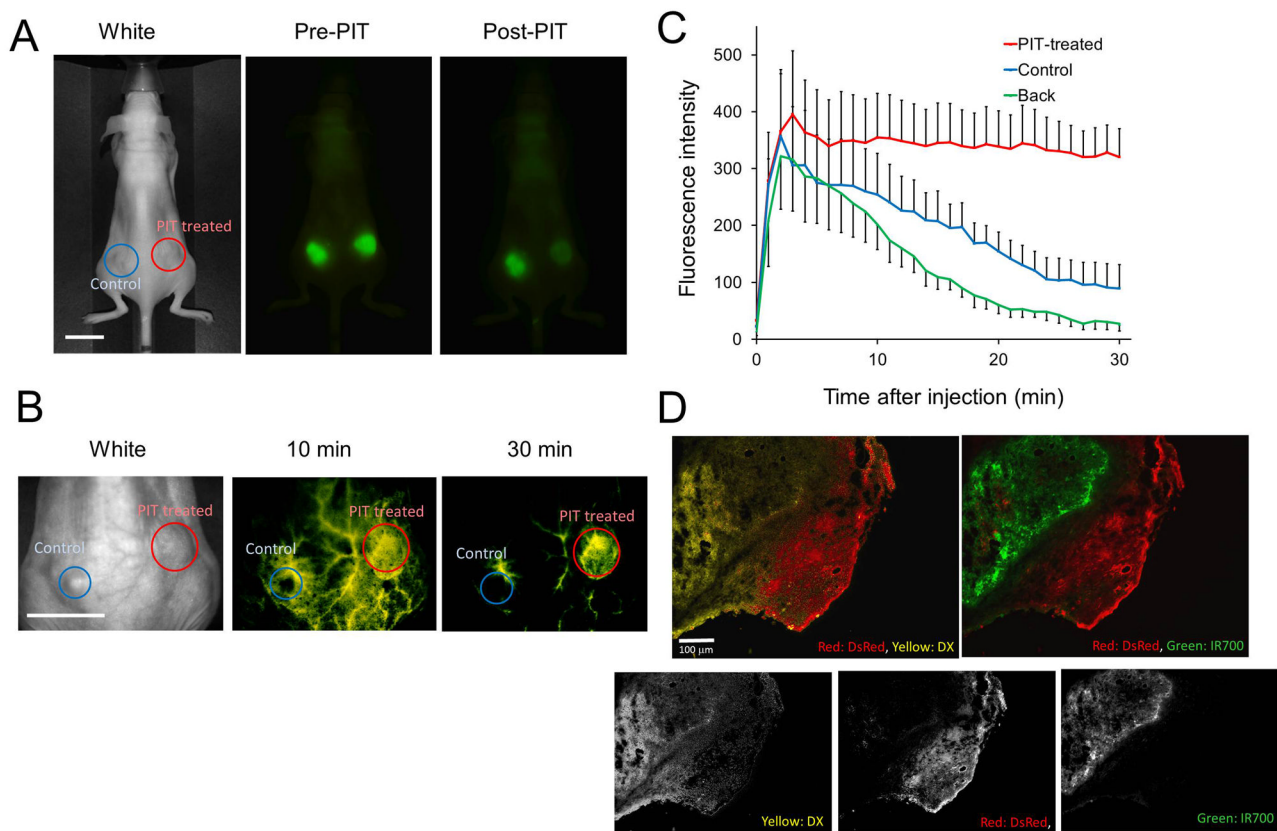 A
White
Pre-PIT
Post-PIT
PIT treated
Control
B
White
10 min
30 min
PIT treated
Control
PIT treated
Control
PIT treated
Control
C
PIT-treated
Control
Back
Fluorescence intensity
500
400
300
200
100
0
0
10
20
30
Time after injection (min)
D
100 μm
Red: DsRed, Yellow: DX
Red: DsRed, Green: IR700
Yellow: DX
Red: DsRed,
Green: IR700